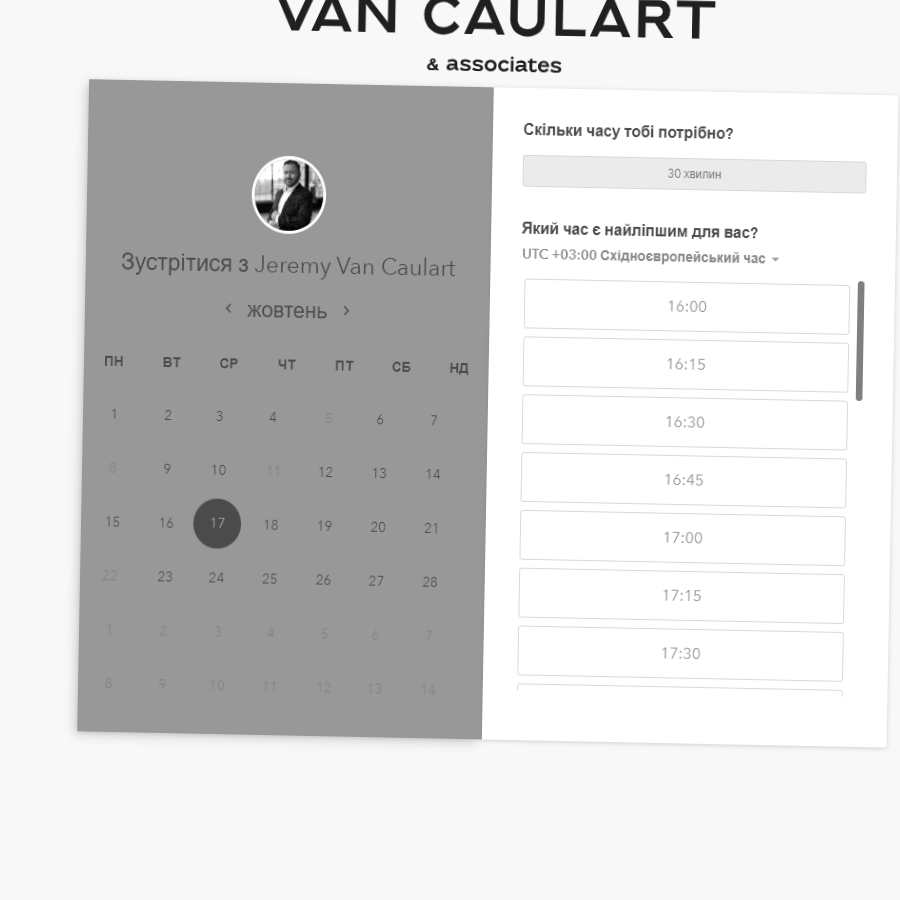 VAN CAULART
& associates
Зустрітися з Jeremy Van Caulart
жовтень
ПН ВТ СР ЧТ ПТ СБ НД
1 2 3 4 5 6 7
8 9 10 11 12 13 14
15 16 17 18 19 20 21
22 23 24 25 26 27 28
1 2 3 4 5 6 7
8 9 10 11 12 13 14
Скільки часу тобі потрібно?
30 хвилин
Який час є найліпшим для вас?
UTC +03:00 Східноєвропейський час
16:00
16:15
16:30
16:45
17:00
17:15
17:30